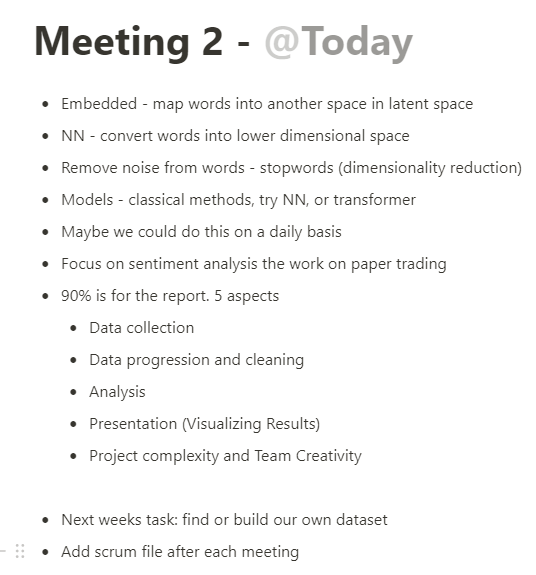 Meeting 2 - @Today
• Embedded - map words into another space in latent space
• NN - convert words into lower dimensional space
• Remove noise from words - stopwords (dimensionality reduction)
• Models - classical methods, try NN, or transformer
• Maybe we could do this on a daily basis
• Focus on sentiment analysis the work on paper trading
• 90% is for the report. 5 aspects
• Data collection
• Data progression and cleaning
• Analysis
• Presentation (Visualizing Results)
• Project complexity and Team Creativity
• Next weeks task: find or build our own dataset
• Add scrum file after each meeting